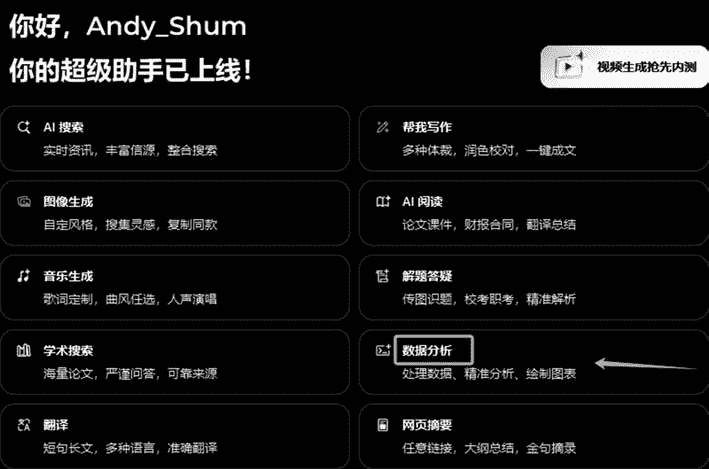 你好，Andy_Shum
你的超级助手已上线！
视频生成抢先内测
AI 搜索
实时资讯，丰富信源，整合搜索
帮我写作
多种体裁，润色校对，一键成文
图像生成
自定风格，搜集灵感，复制同款
AI 阅读
论文课件，财报合同，翻译总结
音乐生成
歌词定制，曲风任选，人声演唱
解题答疑
传图识题，校考职考，精准解析
学术搜索
海量论文，严谨问答，可靠来源
数据分析
处理数据、精准分析、绘制图表
翻译
短句长文，多种语言，准确翻译
网页摘要
任意链接，大纲总结，金句摘录